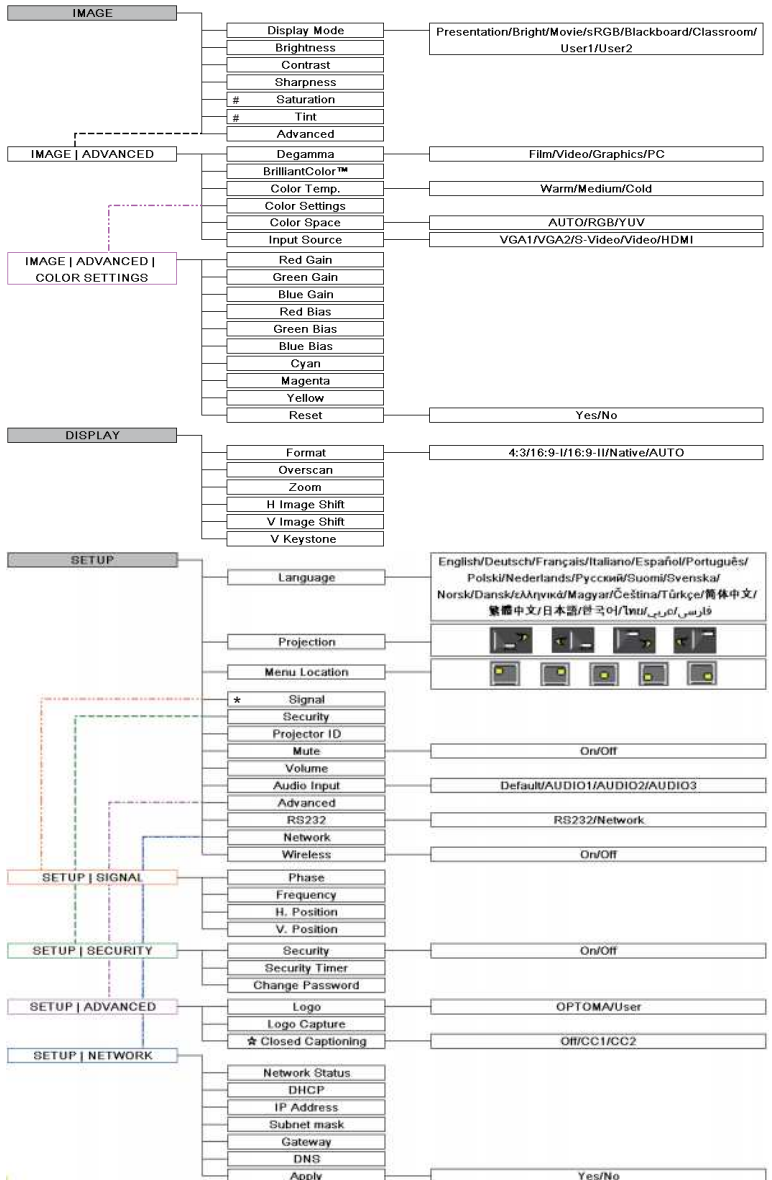 IMAGE
Display Mode
Presentation/Bright/Movie/sRGB/Blackboard/Classroom/
User1/User2
Brightness
Contrast
Sharpness
# Saturation
# Tint
Advanced
IMAGE | ADVANCED
Degamma
Film/Video/Graphics/PC
BrilliantColor™
Color Temp.
Warm/Medium/Cold
Color Settings
Color Space
AUTO/RGB/YUV
Input Source
VGA1/VGA2/S-Video/Video/HDMI
IMAGE | ADVANCED |
COLOR SETTINGS
Red Gain
Green Gain
Blue Gain
Red Bias
Green Bias
Blue Bias
Cyan
Magenta
Yellow
Reset
Yes/No
DISPLAY
Format
4:3/16:9-I/16:9-II/Native/AUTO
Overscan
Zoom
H Image Shift
V Image Shift
V Keystone
SETUP
Language
English/Deutsch/Français/Italiano/Español/Português/
Polski/Nederlands/Русский/Suomi/Svenska/
Norsk/Dansk/ελληνικά/Magyar/Čeština/Türkçe/简体中文/
繁體中文/日本語/한국어/ไทย/عربي/فارسی
Projection
Menu Location
* Signal
Security
Projector ID
Mute
On/Off
Volume
Audio Input
Default/AUDIO1/AUDIO2/AUDIO3
Advanced
RS232
RS232/Network
Network
Wireless
On/Off
SETUP | SIGNAL
Phase
Frequency
H. Position
V. Position
SETUP | SECURITY
Security
On/Off
Security Timer
Change Password
SETUP | ADVANCED
Logo
OPTOMA/User
Logo Capture
☆ Closed Captioning
Off/CC1/CC2
SETUP | NETWORK
Network Status
DHCP
IP Address
Subnet mask
Gateway
DNS
Apply
Yes/No